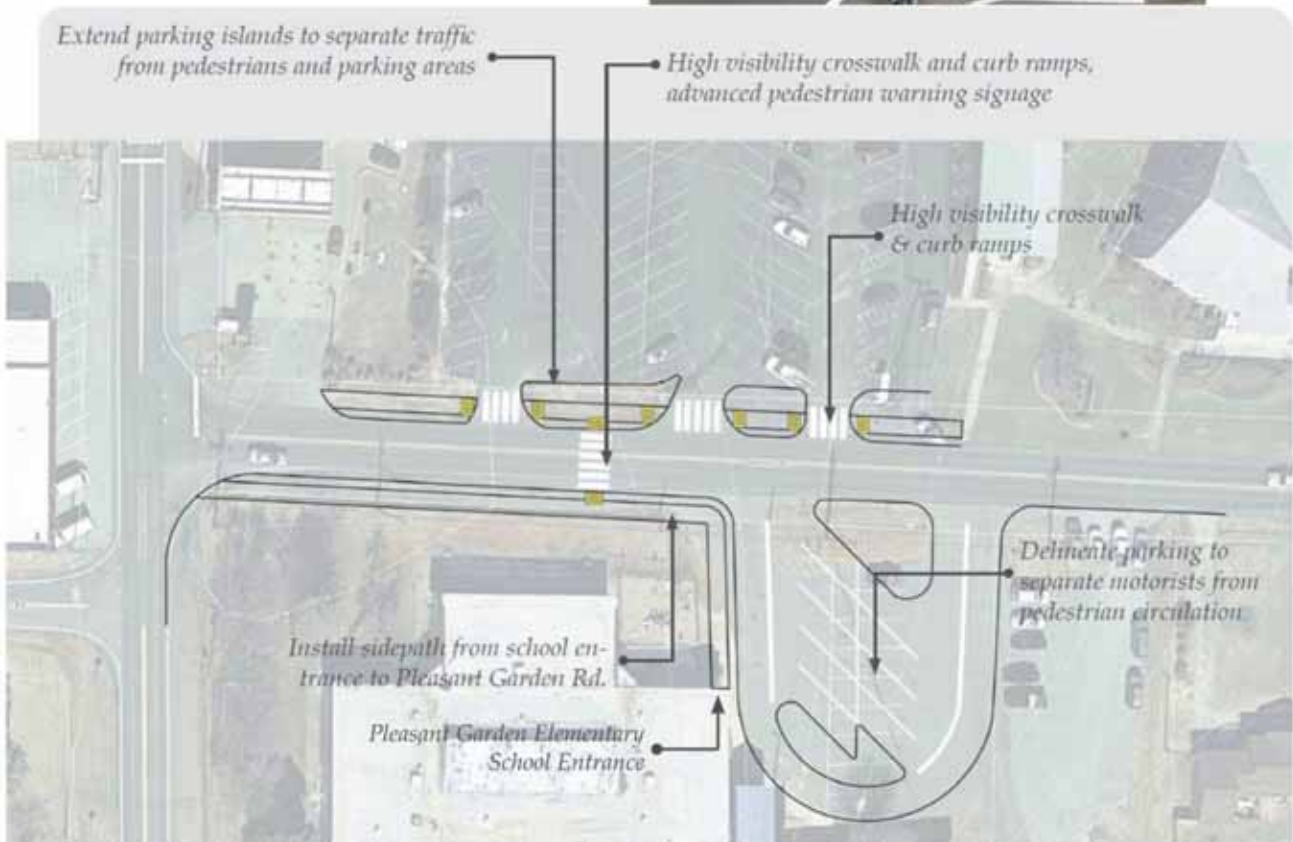 Extend parking islands to separate traffic
from pedestrians and parking areas
High visibility crosswalk and curb ramps,
advanced pedestrian warning signage
High visibility crosswalk
& curb ramps
Delineate parking to
separate motorists from
pedestrian circulation
Install sidepath from school en-
trance to Pleasant Garden Rd.
Pleasant Garden Elementary
School Entrance